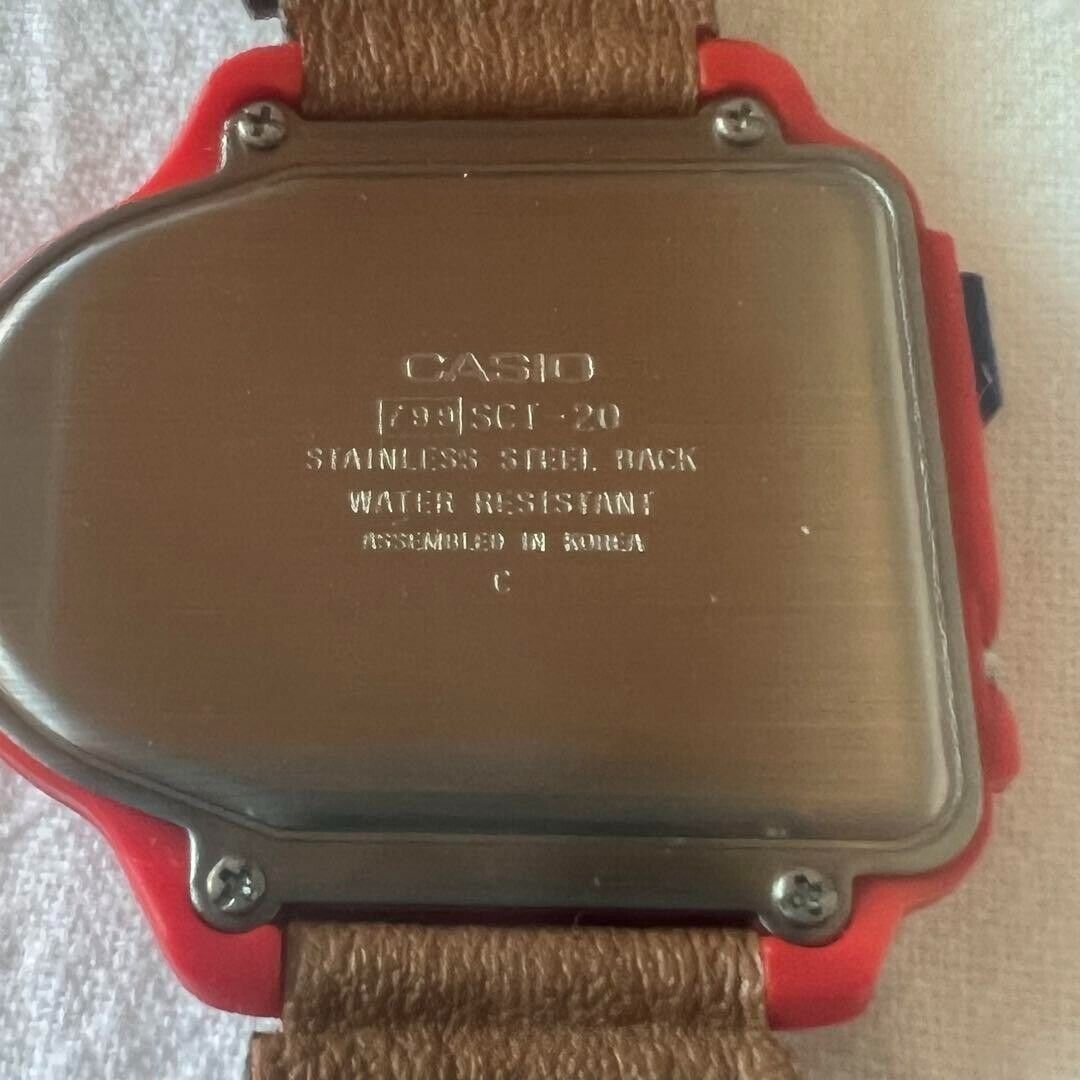 CASIO
799 SCT-20
STAINLESS STEEL BACK
WATER RESISTANT
ASSEMBLED IN KOREA
C